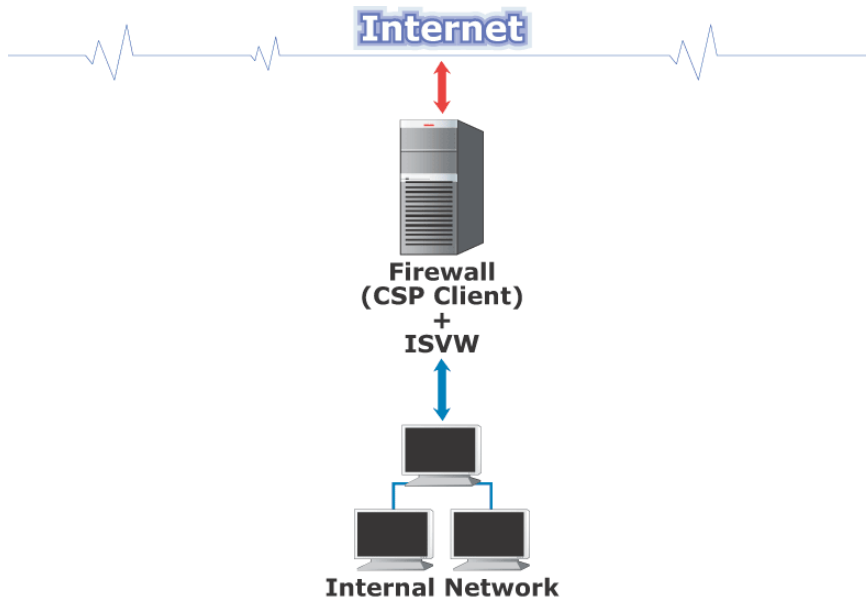 Internet
Firewall
(CSP Client)
+
ISVW
Internal Network